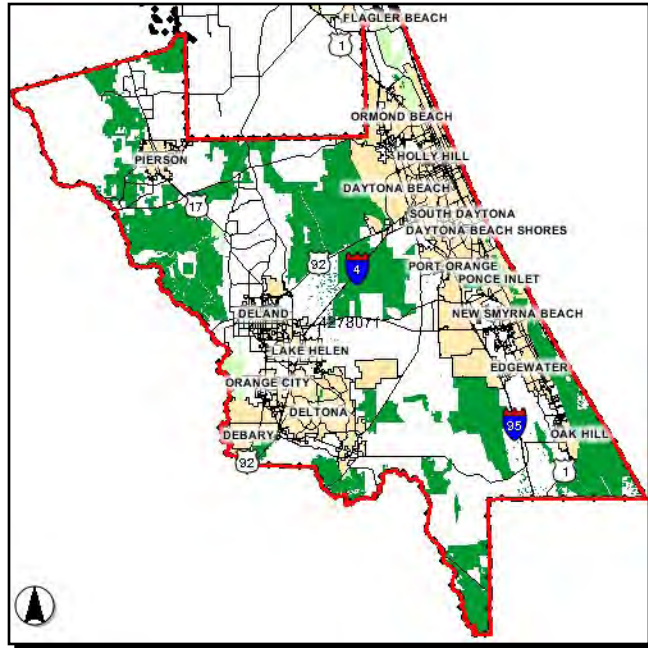 FLAGLER BEACH
1
ORMOND BEACH
HOLLY HILL
PIERSON
DAYTONA BEACH
17
SOUTH DAYTONA
DAYTONA BEACH SHORES
92
4
PORT ORANGE
PONCE INLET
DELAND
NEW SMYRNA BEACH
4278071
LAKE HELEN
EDGEWATER
ORANGE CITY
DELTONA
95
DEBARY
OAK HILL
92
1